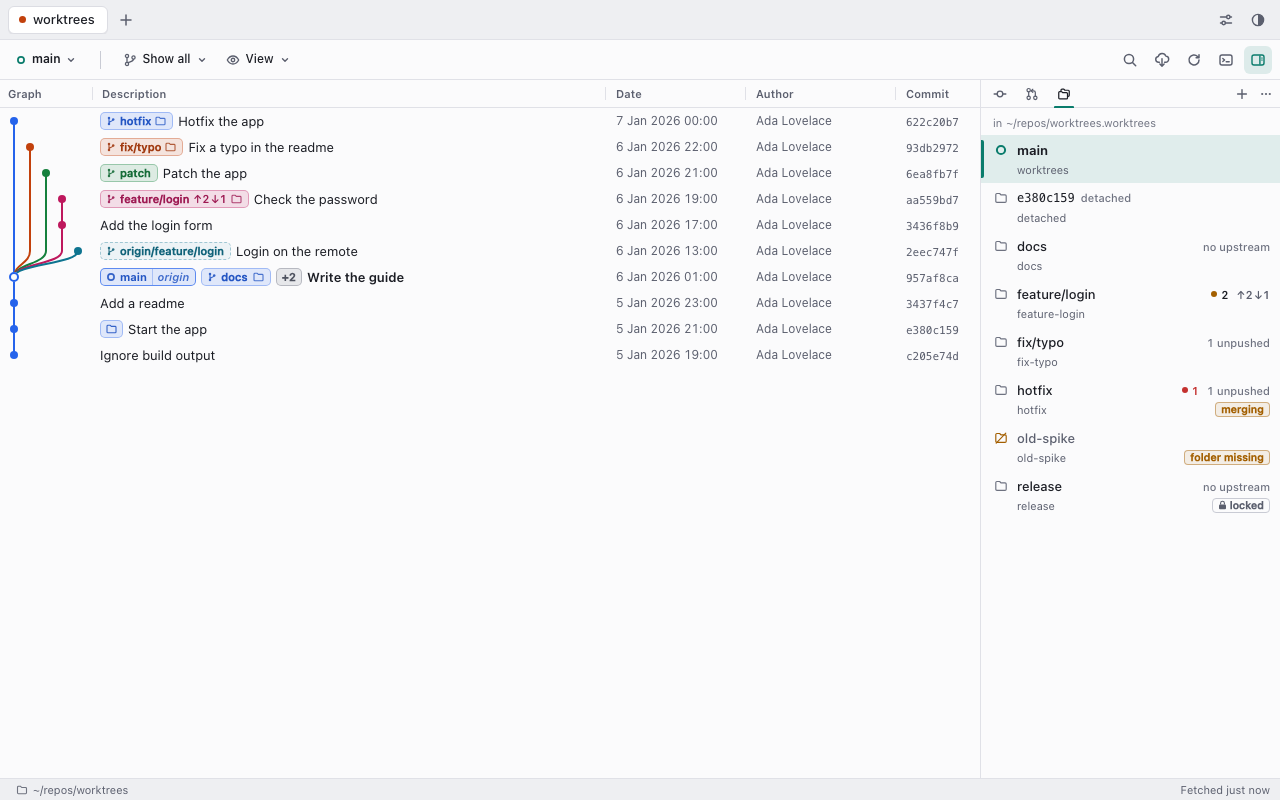 worktrees
main Show all View
Graph Description Date Author Commit
hotfix Hotfix the app 7 Jan 2026 00:00 Ada Lovelace 622c20b7
fix/typo Fix a typo in the readme 6 Jan 2026 22:00 Ada Lovelace 93db2972
patch Patch the app 6 Jan 2026 21:00 Ada Lovelace 6ea8fb7f
feature/login ↑2↓1 Check the password 6 Jan 2026 19:00 Ada Lovelace aa559bd7
Add the login form 6 Jan 2026 17:00 Ada Lovelace 3436f8b9
origin/feature/login Login on the remote 6 Jan 2026 13:00 Ada Lovelace 2eec747f
main origin docs +2 Write the guide 6 Jan 2026 01:00 Ada Lovelace 957af8ca
Add a readme 5 Jan 2026 23:00 Ada Lovelace 3437f4c7
Start the app 5 Jan 2026 21:00 Ada Lovelace e380c159
Ignore build output 5 Jan 2026 19:00 Ada Lovelace c205e74d
in ~/repos/worktrees.worktrees
main
worktrees
e380c159 detached
detached
docs no upstream
docs
feature/login 2 ↑2↓1
feature-login
fix/typo 1 unpushed
fix-typo
hotfix 1 1 unpushed
hotfix merging
old-spike
old-spike folder missing
release no upstream
release locked
~/repos/worktrees Fetched just now